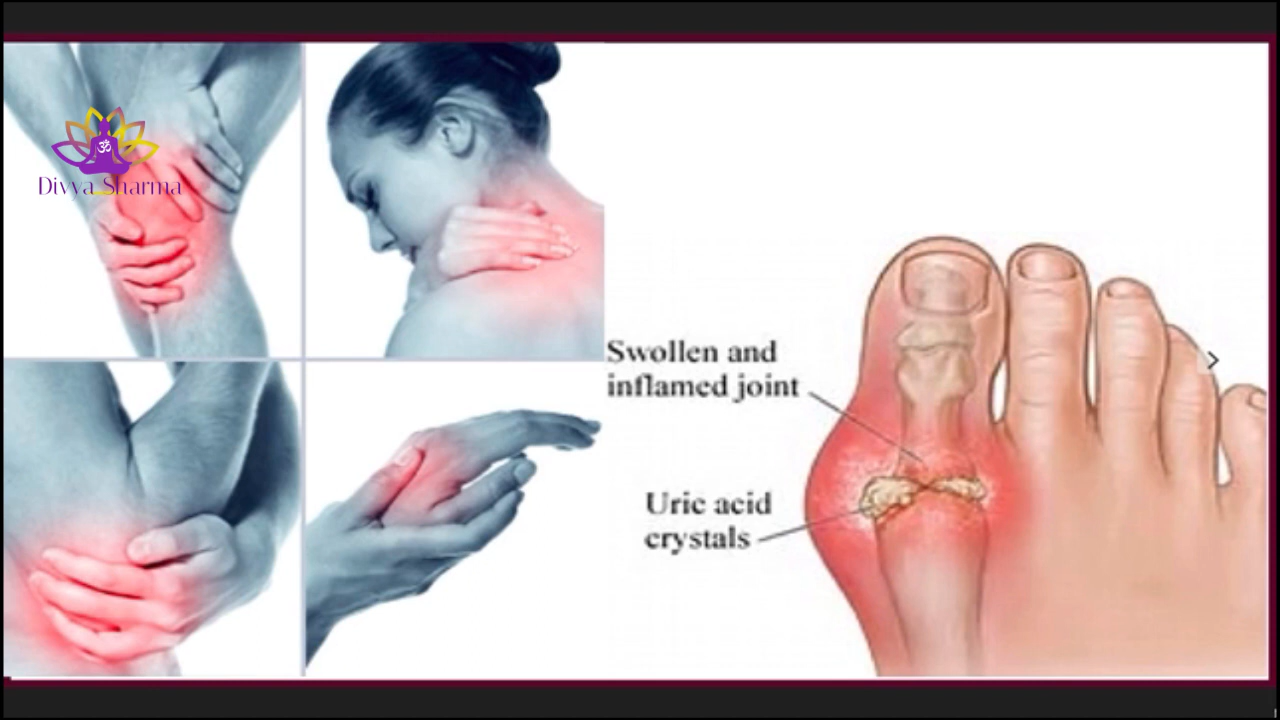 ॐ
Divya Sharma
Swollen and
inflamed joint
Uric acid
crystals